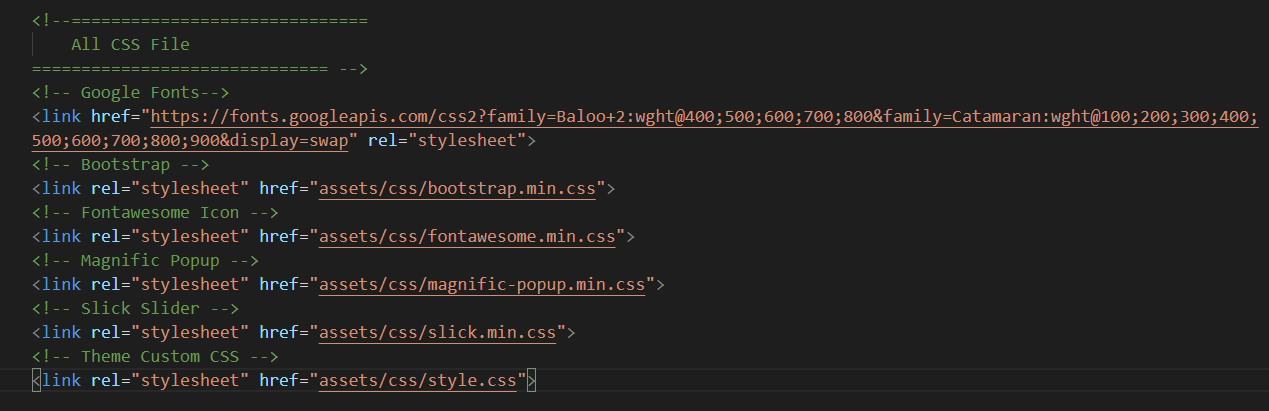 <!--==============================
All CSS File
============================== -->
<!-- Google Fonts-->
<link href="https://fonts.googleapis.com/css2?family=Baloo+2:wght@400;500;600;700;800&family=Catamaran:wght@100;200;300;400;
500;600;700;800;900&display=swap" rel="stylesheet">
<!-- Bootstrap -->
<link rel="stylesheet" href="assets/css/bootstrap.min.css">
<!-- Fontawesome Icon -->
<link rel="stylesheet" href="assets/css/fontawesome.min.css">
<!-- Magnific Popup -->
<link rel="stylesheet" href="assets/css/magnific-popup.min.css">
<!-- Slick Slider -->
<link rel="stylesheet" href="assets/css/slick.min.css">
<!-- Theme Custom CSS -->
<link rel="stylesheet" href="assets/css/style.css">